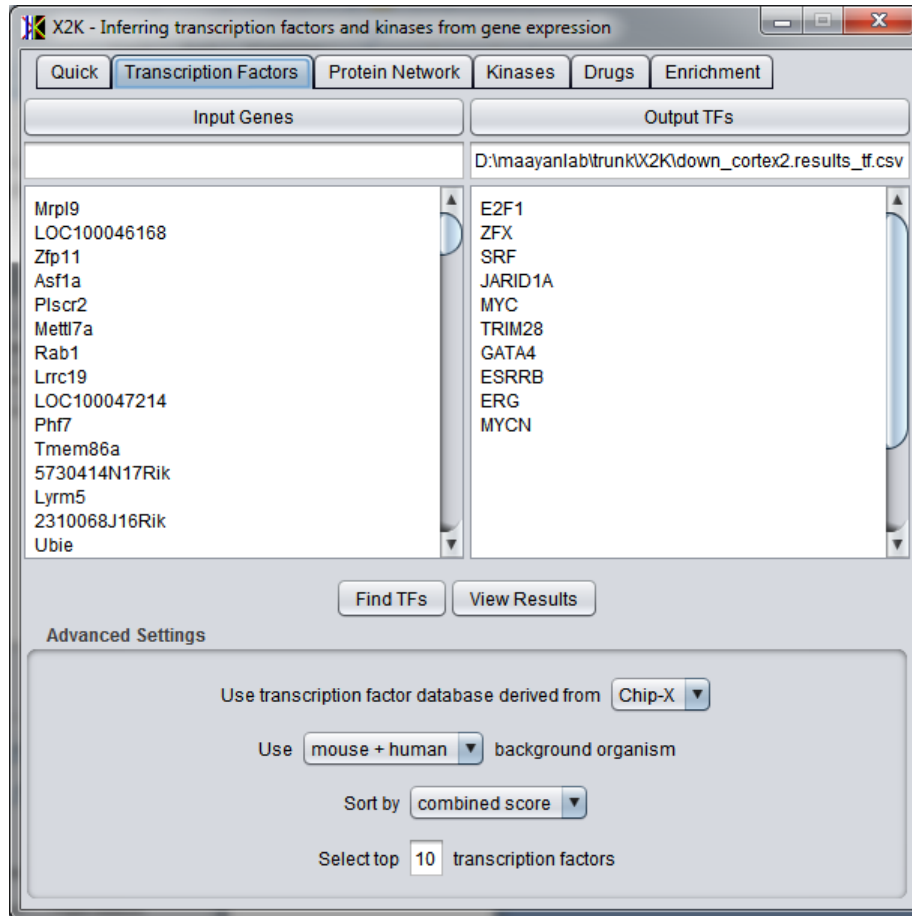 X2K - Inferring transcription factors and kinases from gene expression
Quick Transcription Factors Protein Network Kinases Drugs Enrichment
Input Genes
Output TFs
D:\maayanlab\trunk\X2K\down_cortex2.results_tf.csv
Mrpl9
LOC100046168
Zfp11
Asf1a
Plscr2
Mettl7a
Rab1
Lrrc19
LOC100047214
Phf7
Tmem86a
5730414N17Rik
Lyrm5
2310068J16Rik
Ubie
E2F1
ZFX
SRF
JARID1A
MYC
TRIM28
GATA4
ESRRB
ERG
MYCN
Find TFs View Results
Advanced Settings
Use transcription factor database derived from Chip-X
Use mouse + human background organism
Sort by combined score
Select top 10 transcription factors